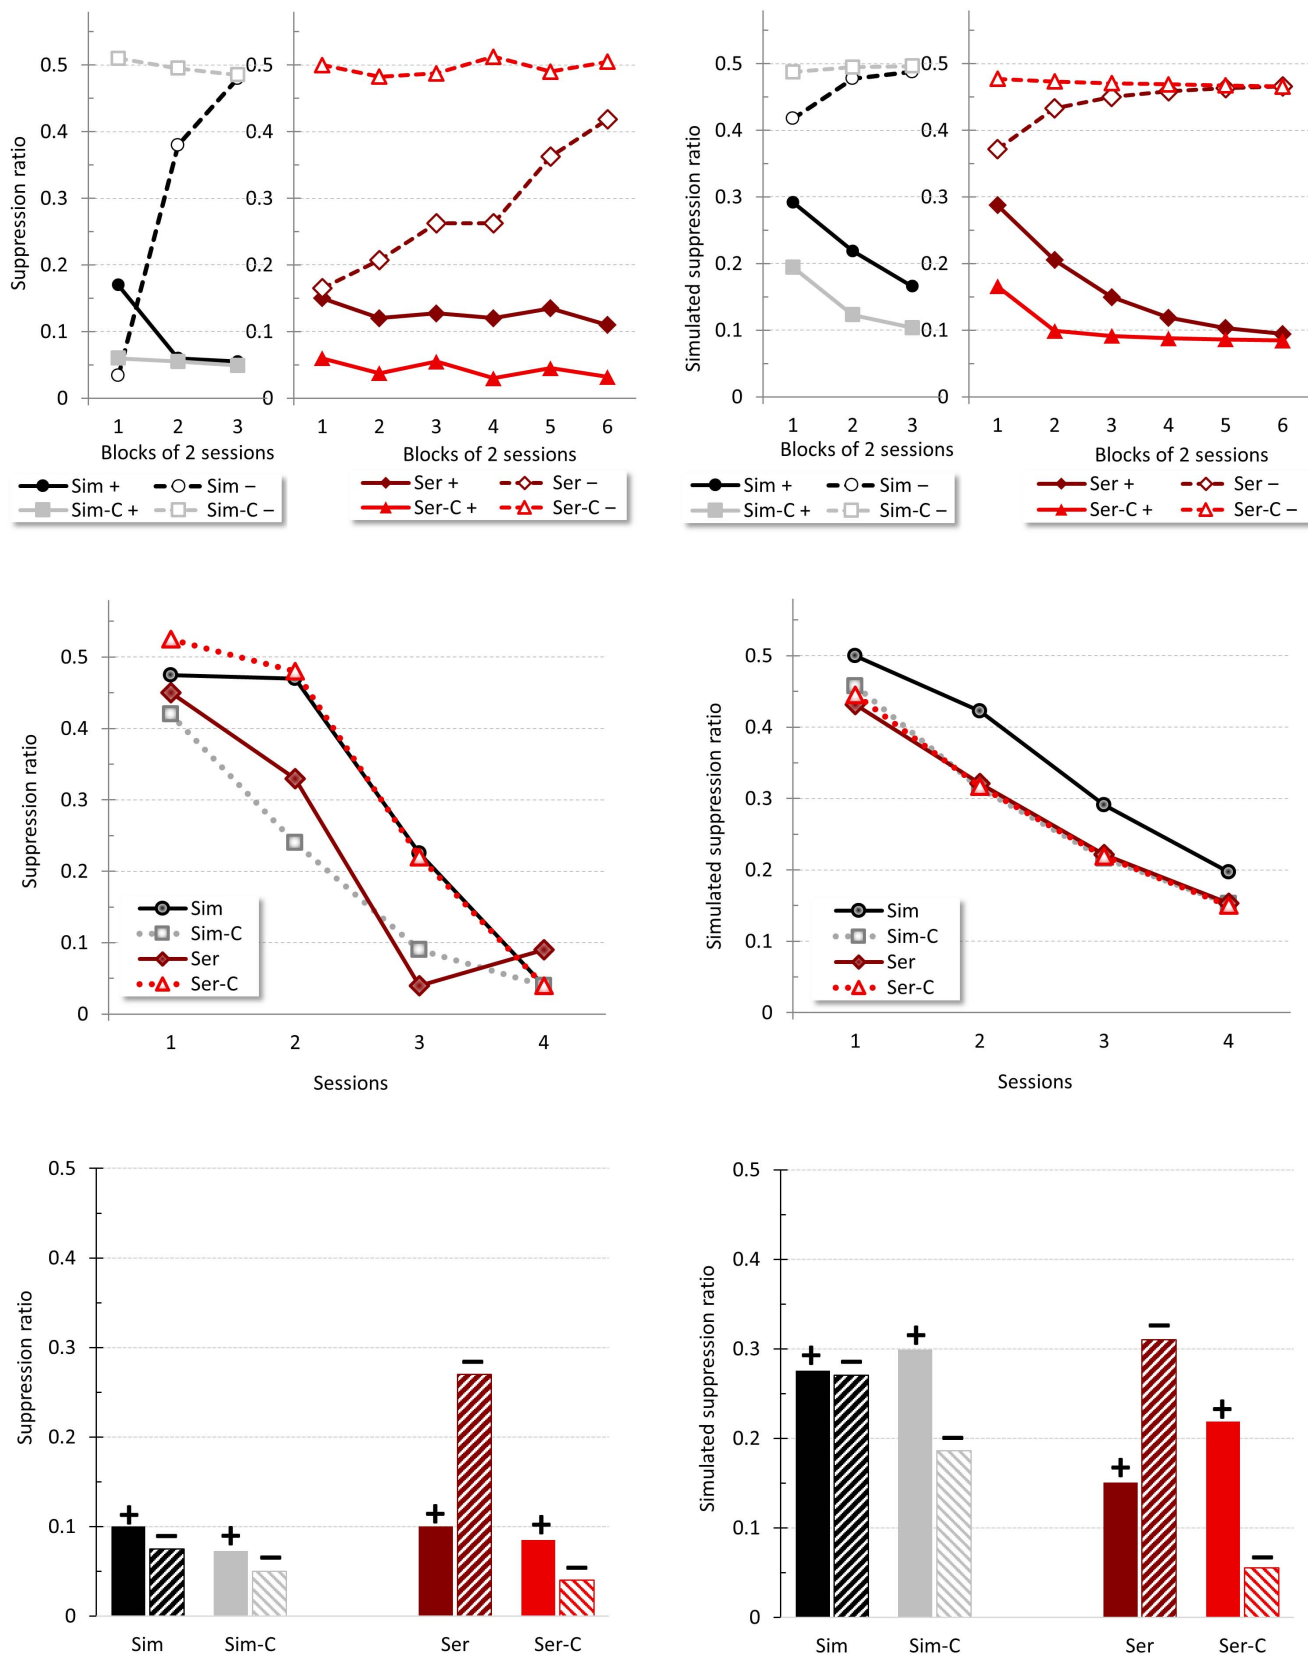 Suppression ratio
0.5
0.4
0.3
0.2
0.1
0
1 2 3
Blocks of 2 sessions
0.5
0.4
0.3
0.2
0.1
0
1 2 3 4 5 6
Blocks of 2 sessions
Sim + Sim –
Sim-C + Sim-C –
Ser + Ser –
Ser-C + Ser-C –
Simulated suppression ratio
0.5
0.4
0.3
0.2
0.1
0
1 2 3
Blocks of 2 sessions
0.5
0.4
0.3
0.2
0.1
0
1 2 3 4 5 6
Blocks of 2 sessions
Sim + Sim –
Sim-C + Sim-C –
Ser + Ser –
Ser-C + Ser-C –
Suppression ratio
0.5
0.4
0.3
0.2
0.1
0
Sim
Sim-C
Ser
Ser-C
1 2 3 4
Sessions
Simulated suppression ratio
0.5
0.4
0.3
0.2
0.1
0
Sim
Sim-C
Ser
Ser-C
1 2 3 4
Sessions
Suppression ratio
0.5
0.4
0.3
0.2
0.1
0
+ – + – + – + –
Sim Sim-C Ser Ser-C
Simulated suppression ratio
0.5
0.4
0.3
0.2
0.1
0
+ – + – + – + –
Sim Sim-C Ser Ser-C